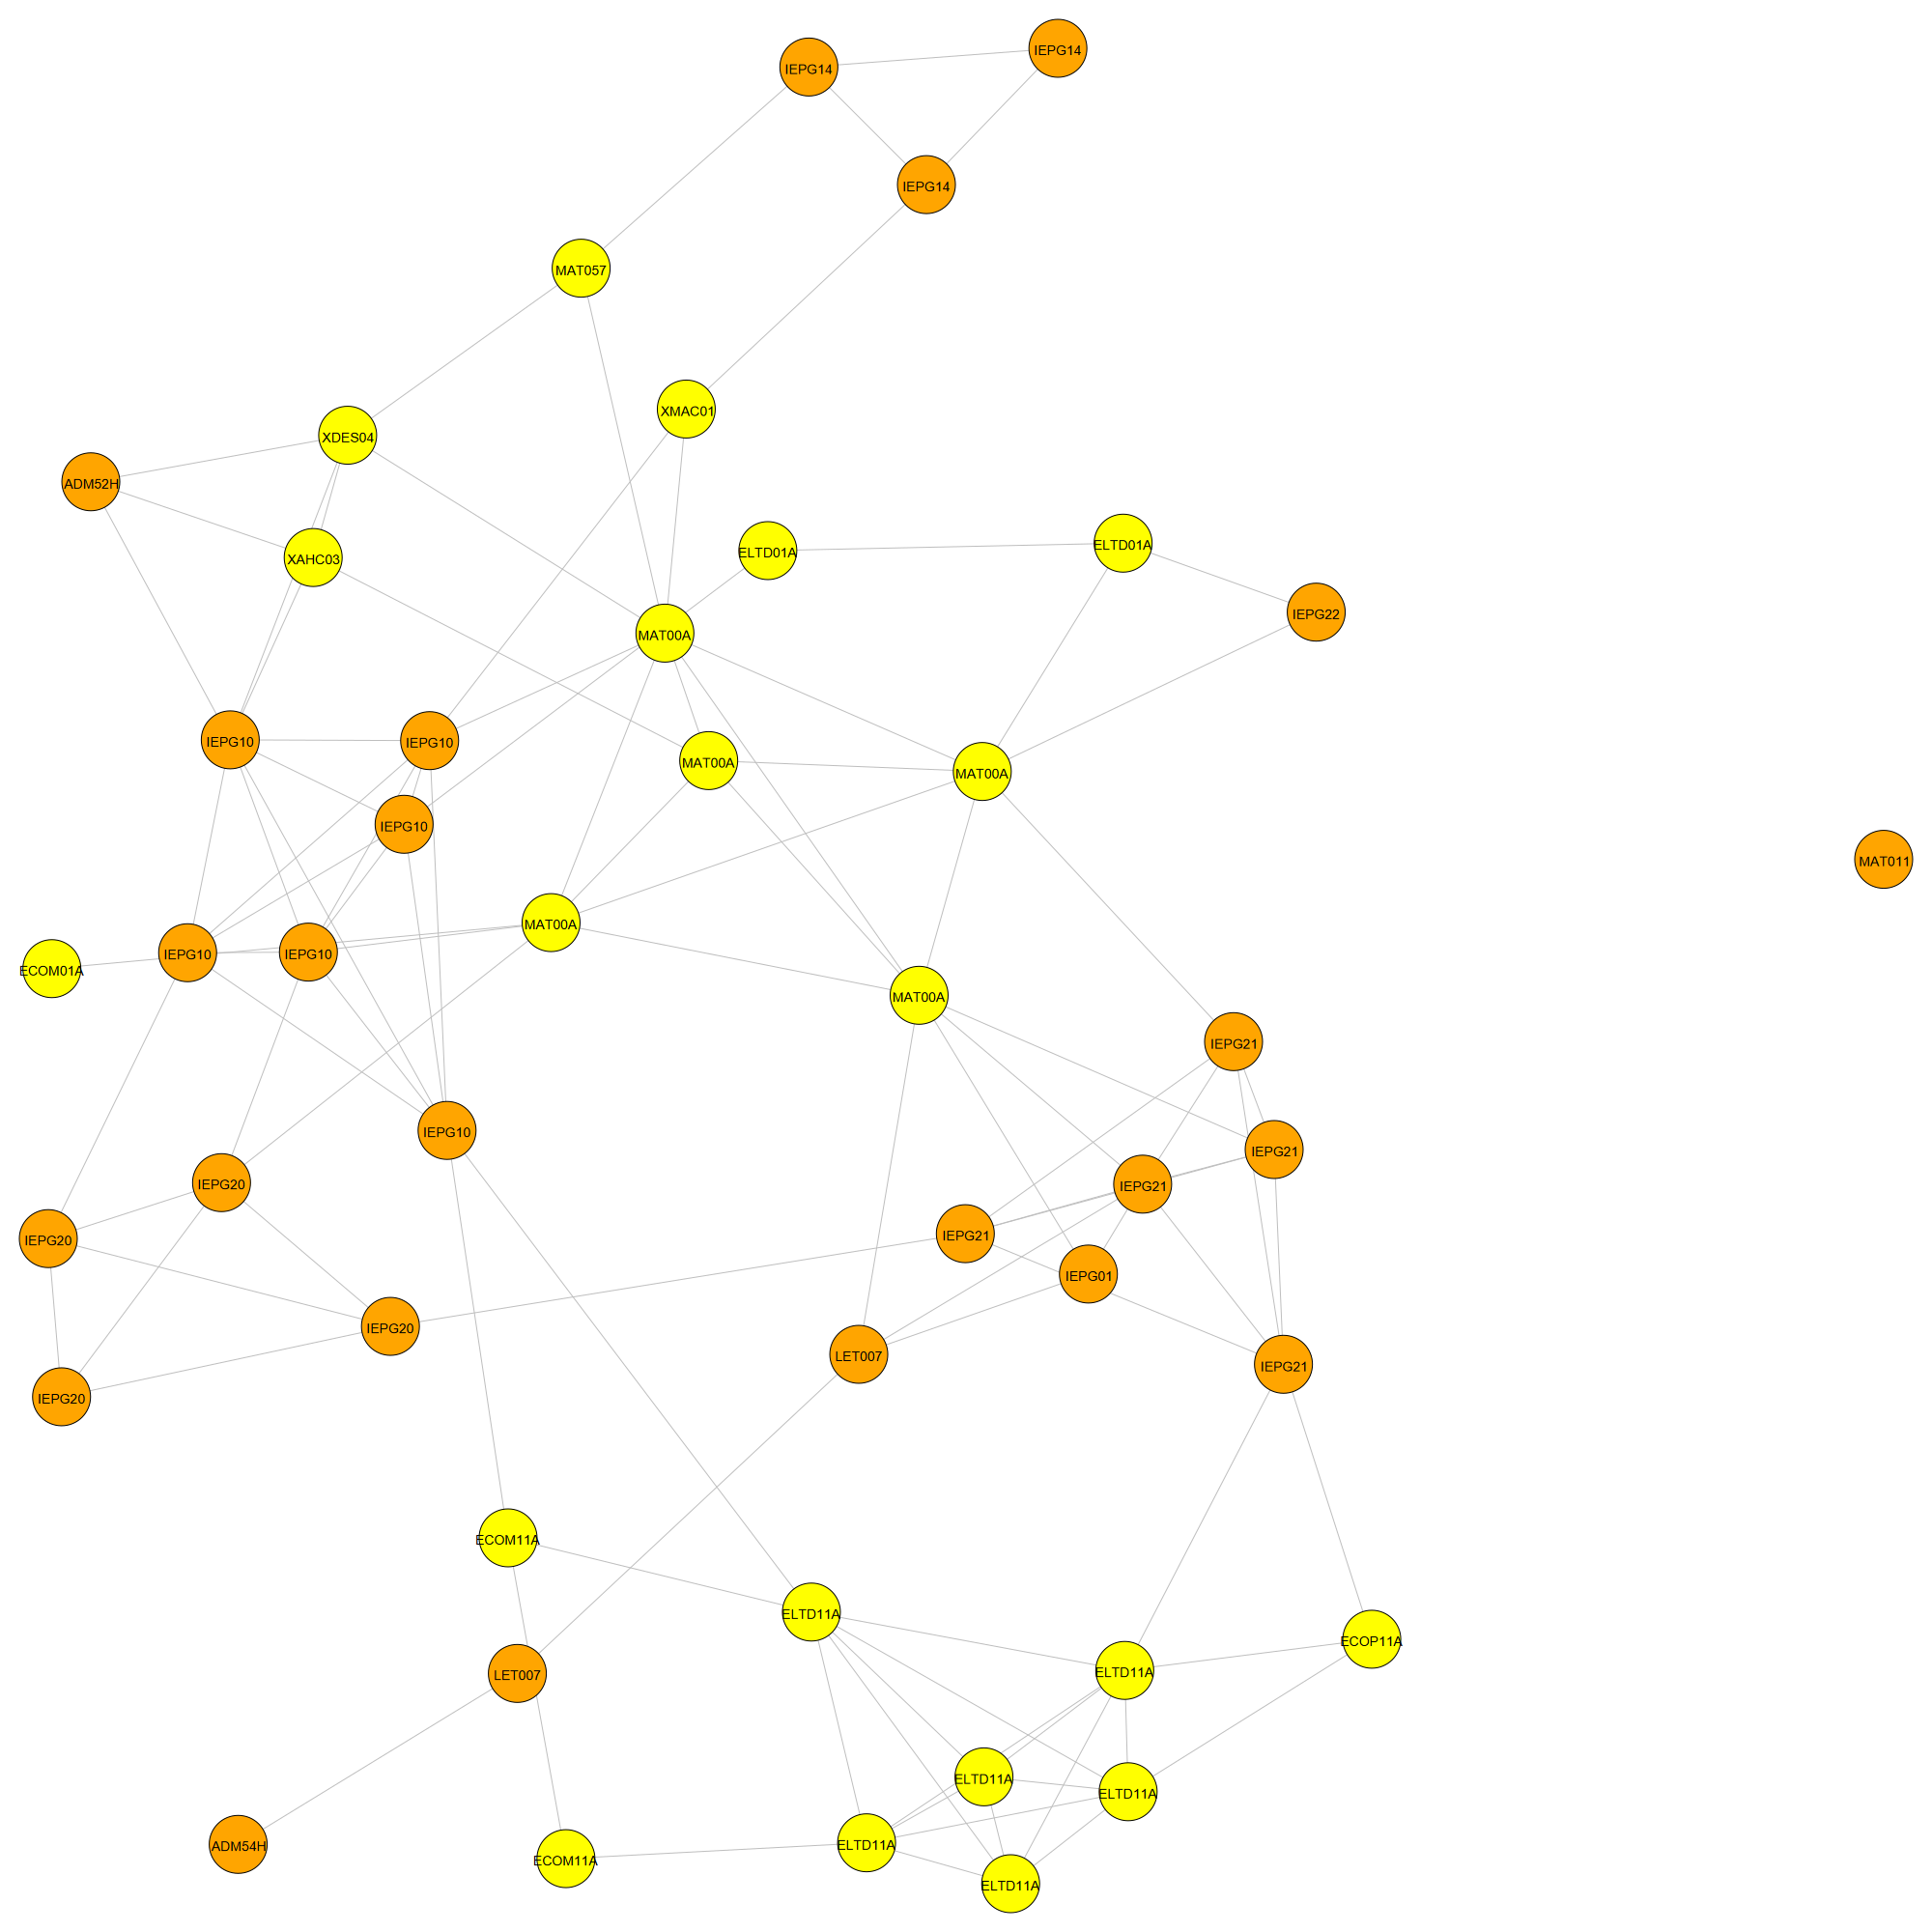 IEPG14
IEPG14
IEPG14
MAT057
XMAC01
XDES04
ADM52H
ELTD01A
ELTD01A
XAHC03
IEPG22
MAT00A
IEPG10
IEPG10
MAT00A
MAT00A
IEPG10
MAT011
MAT00A
IEPG10
IEPG10
ECOM01A
MAT00A
IEPG21
IEPG10
IEPG21
IEPG20
IEPG21
IEPG21
IEPG20
IEPG01
IEPG20
LET007
IEPG21
IEPG20
ECOM11A
ELTD11A
ECOP11A
ELTD11A
LET007
ELTD11A
ELTD11A
ELTD11A
ADM54H
ECOM11A
ELTD11A